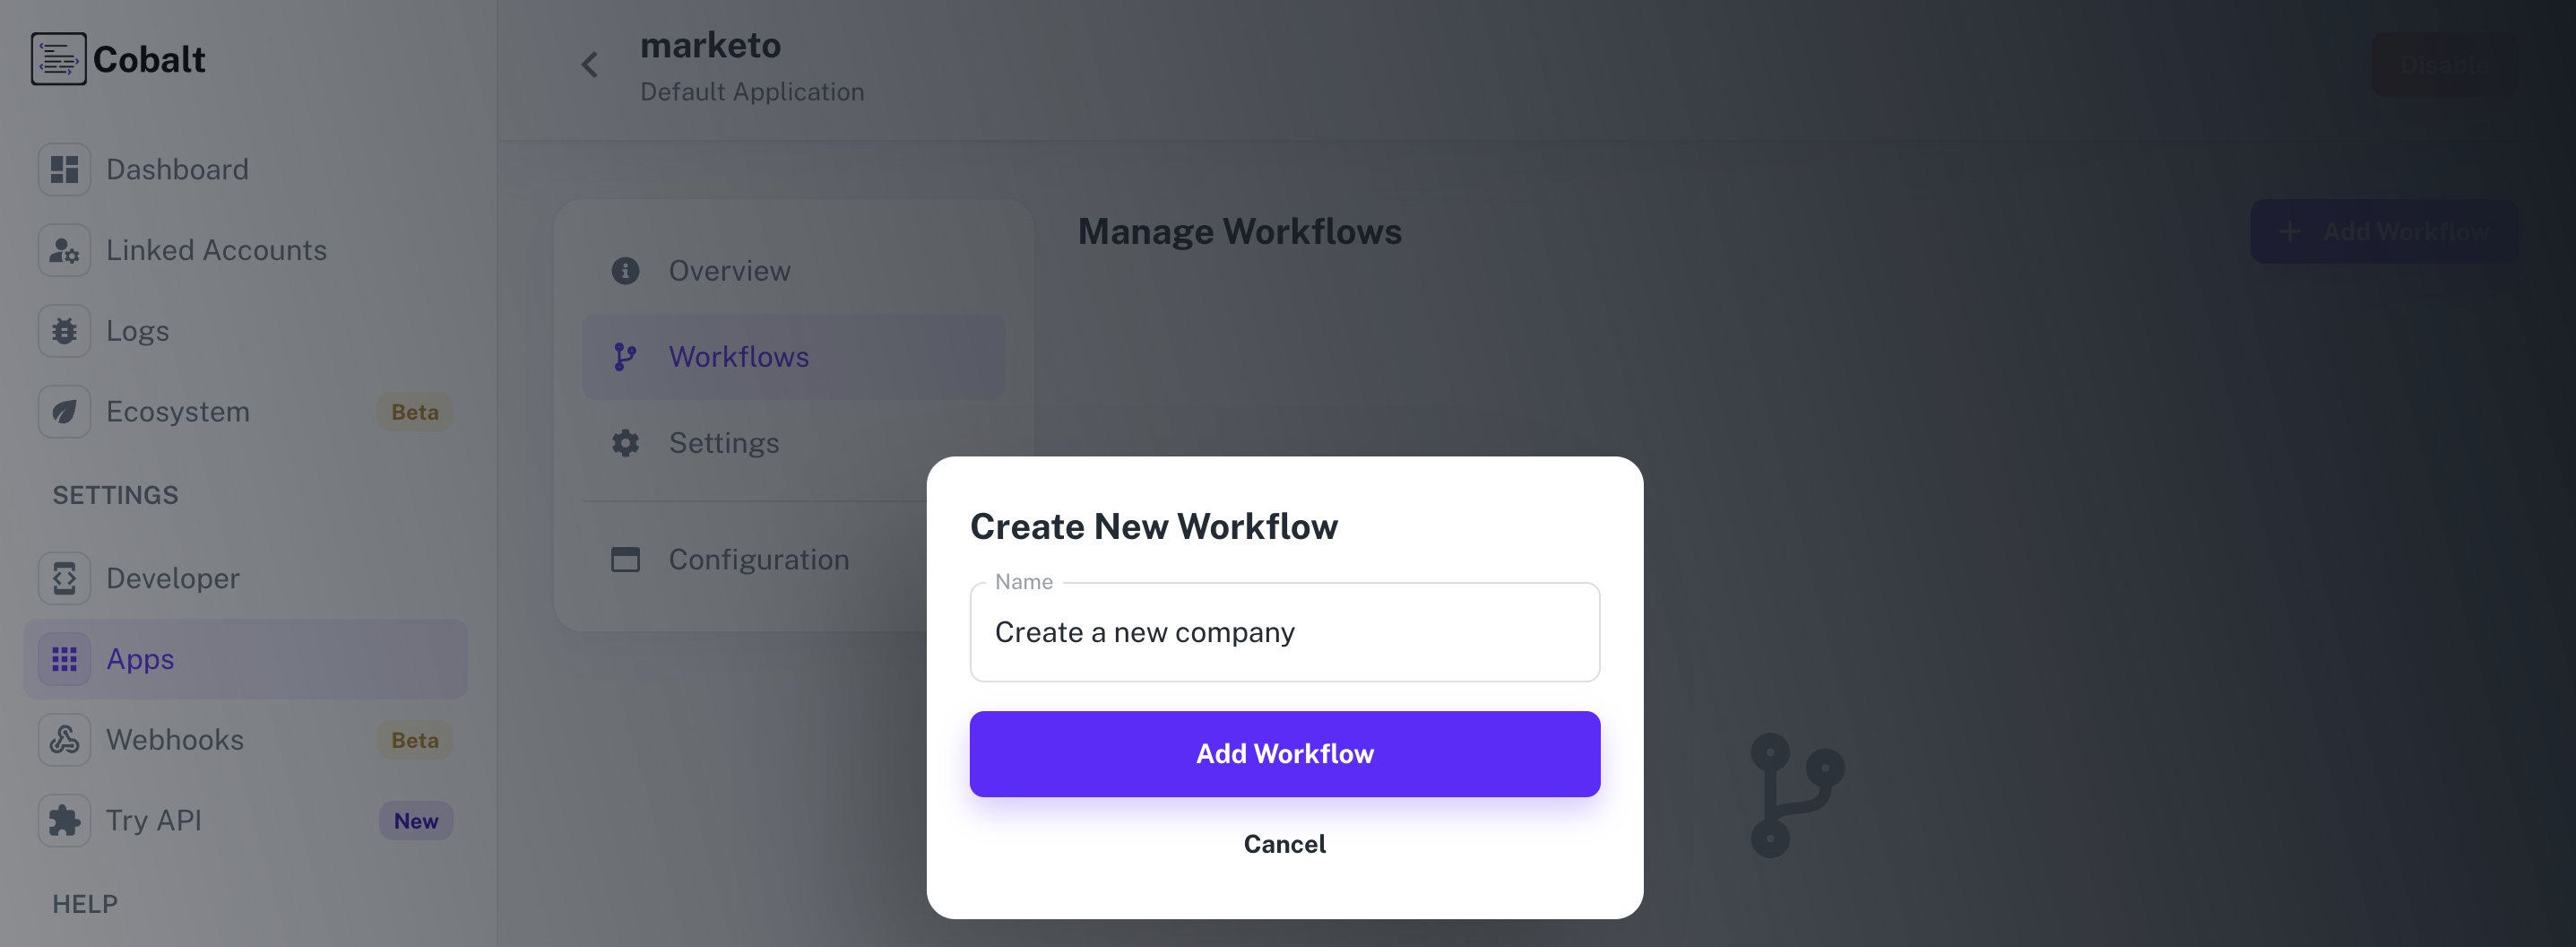 Cobalt
Dashboard
Linked Accounts
Logs
Ecosystem Beta
SETTINGS
Developer
Apps
Webhooks Beta
Try API New
HELP
marketo
Default Application
Disable
Overview
Workflows
Settings
Configuration
Manage Workflows
Add Workflow
Create New Workflow
Name
Create a new company
Add Workflow
Cancel